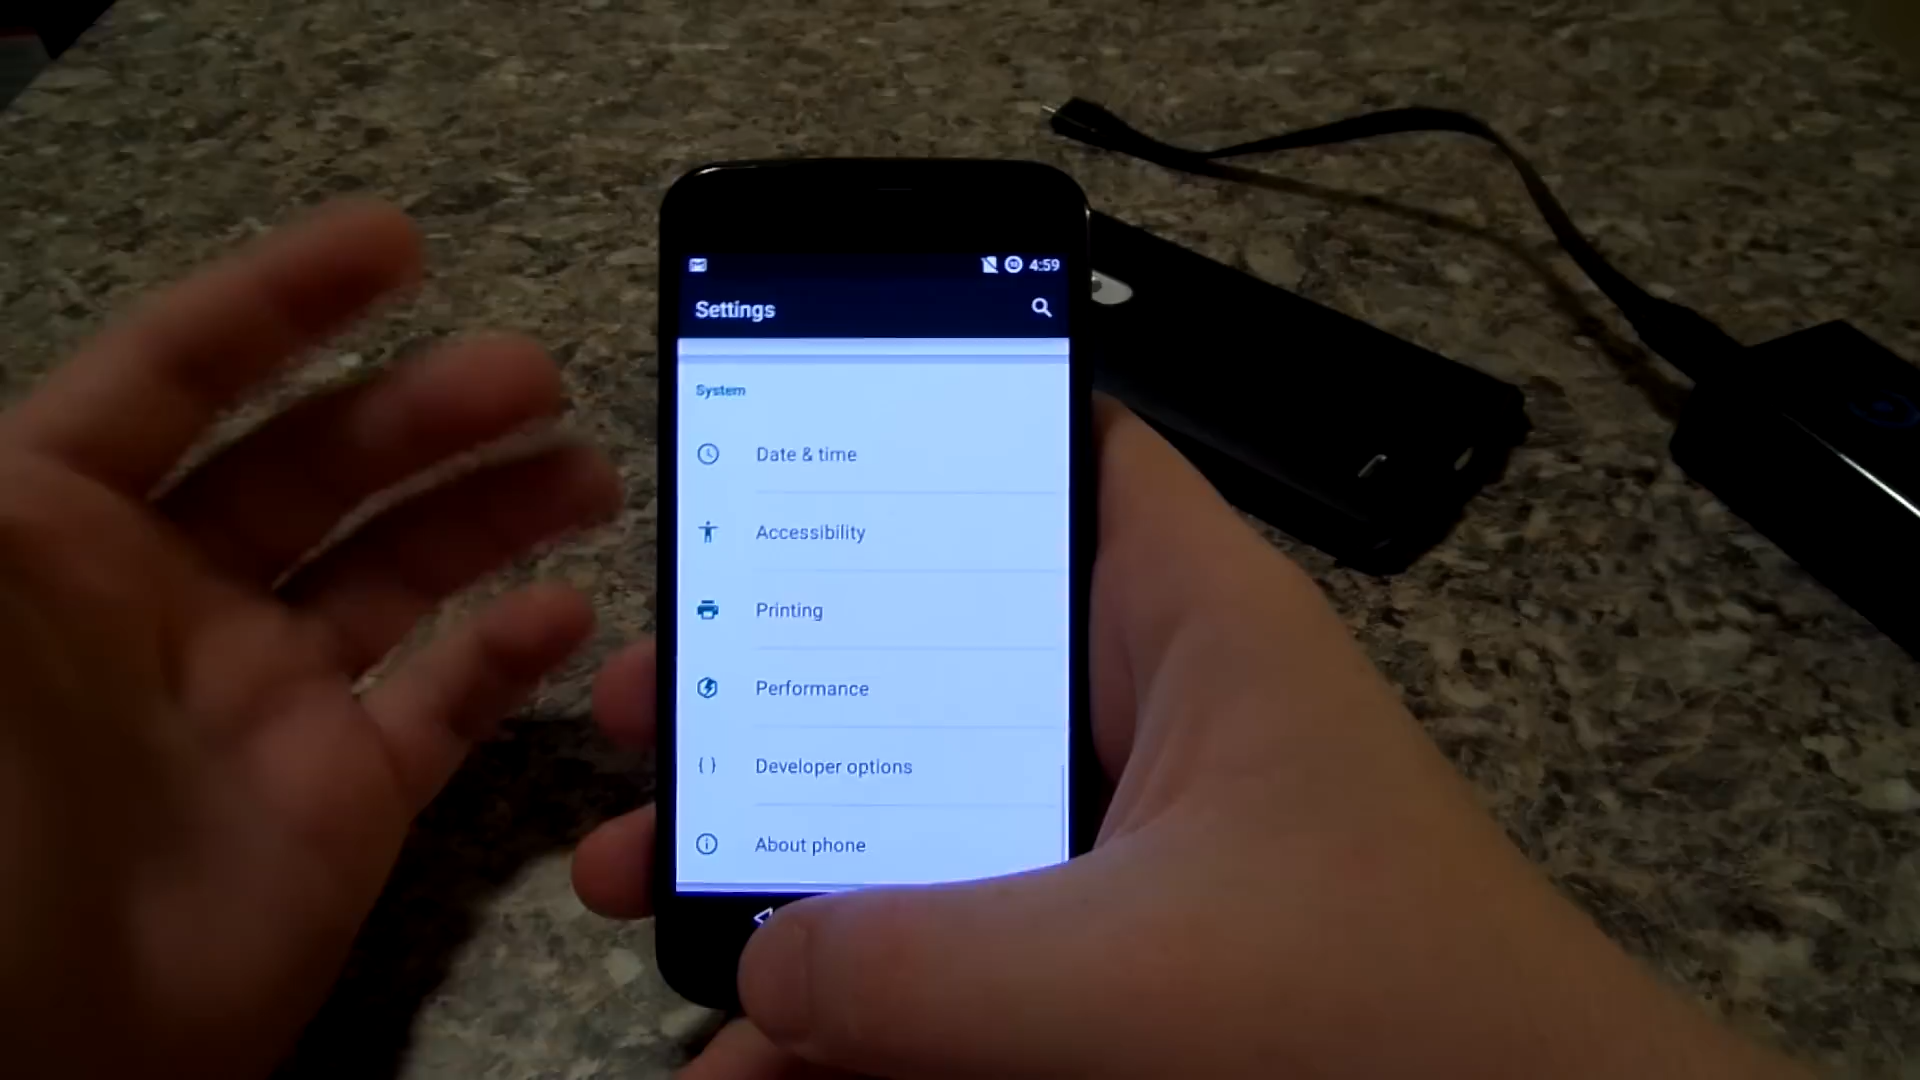 4:59
Settings
System
Date & time
Accessibility
Printing
Performance
{ } Developer options
About phone